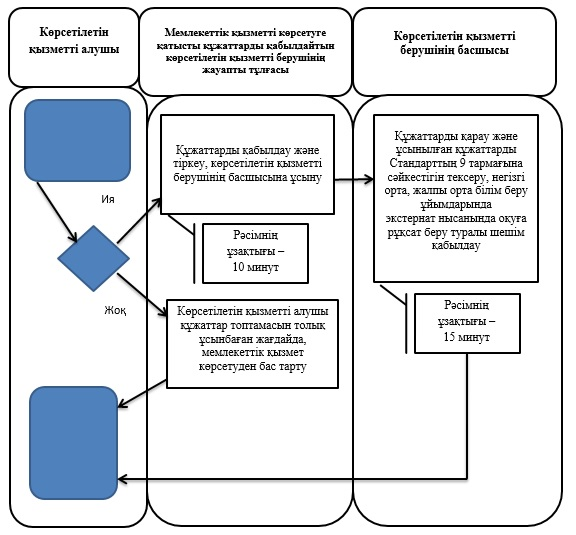 Көрсетілетін
қызметті алушы
Мемлекеттік қызметті көрсетуге
қатысты құжаттарды қабылдайтын
көрсетілетін қызметті берушінің
жауапты тұлғасы
Көрсетілетін қызметті
берушінің басшысы
Ия
Құжаттарды қабылдау және
тіркеу, көрсетілетін қызметті
берушінің басшысына ұсыну
Рәсімнің
ұзақтығы –
10 минут
Құжаттарды қарау және
ұсынылған құжаттарды
Стандарттың 9 тармағына
сәйкестігін тексеру, негізгі
орта, жалпы орта білім беру
ұйымдарында
экстернат нысанында оқуға
рұқсат беру туралы шешім
қабылдау
Рәсімнің
ұзақтығы –
15 минут
Жоқ
Көрсетілетін қызметті алушы
құжаттар топтамасын толық
ұсынбаған жағдайда,
мемлекеттік қызмет
көрсетуден бас тарту